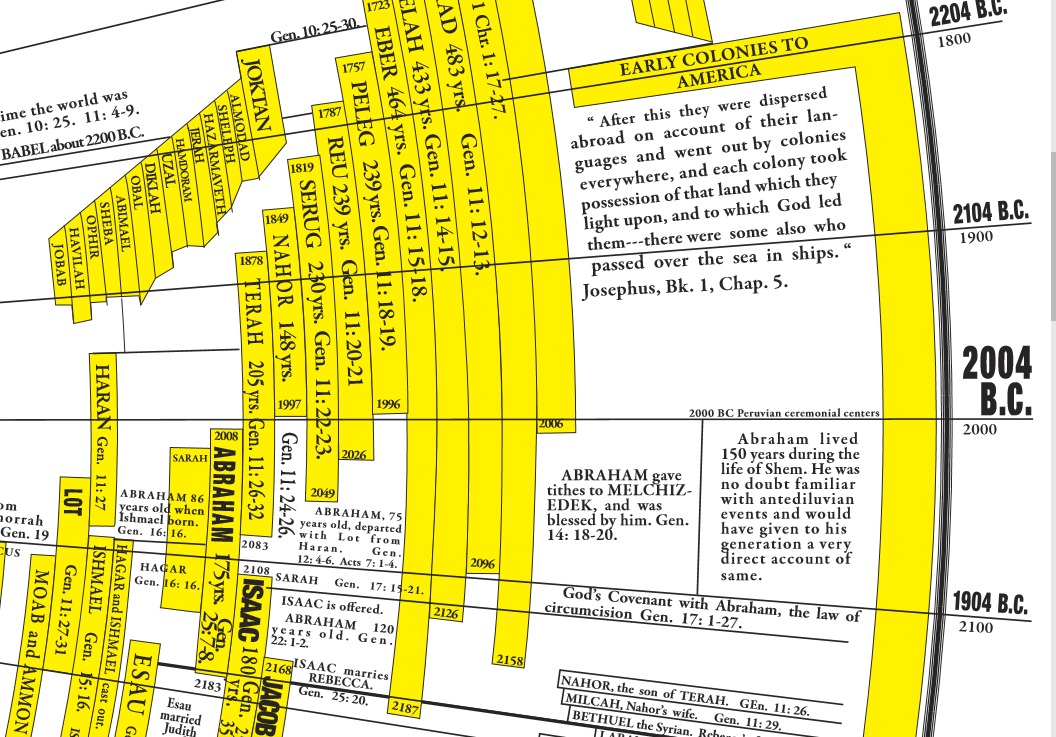 2204 B.C.
1800
1 Chr. 1: 17-27.
AD 483 yrs. Gen. 11: 12-13.
ELAH 433 yrs. Gen. 11: 14-15.
1723
EBER 464 yrs. Gen. 11: 15-18.
Gen. 10: 25-30.
1757
PELEG 239 yrs. Gen. 11: 18-19.
1996
1787
REU 239 yrs. Gen. 11: 20-21
2026
1819
SERUG 230 yrs. Gen. 11: 22-23.
2049
1849
NAHOR 148 yrs.
1997
Gen. 11: 24-26.
1878
TERAH 205 yrs. Gen. 11: 26-32
2083
JOKTAN
ALMODAD
SHELEPH
HAZARMAVETH
JERAH
HAMDORAM
UZAL
DIKLAH
OBAL
ABIMAEL
SHEBA
OPHIR
HAVILAH
JOBAB
ime the world was
en. 10: 25. 11: 4-9.
BABEL about 2200 B.C.
EARLY COLONIES TO
AMERICA
“ After this they were dispersed
abroad on account of their lan-
guages and went out by colonies
everywhere, and each colony took
possession of that land which they
light upon, and to which God led
them---there were some also who
passed over the sea in ships. “
Josephus, Bk. 1, Chap. 5.
2104 B.C.
1900
2004
B.C.
2000
2000 BC Peruvian ceremonial centers
2006
HARAN Gen. 11: 27
LOT
Gen. 11: 27-31
SARAH
2008
ABRAHAM 175yrs. Gen.
25: 7-8.
2183
ABRAHAM 86
years old when
Ishmael born.
Gen. 16: 16.
HAGAR
Gen. 16: 16.
om
norrah
Gen. 19
CUS
ABRAHAM, 75
years old, departed
with Lot from
Haran. Gen.
12: 4-6. Acts 7: 1-4.
ABRAHAM gave
tithes to MELCHIZ-
EDEK, and was
blessed by him. Gen.
14: 18-20.
Abraham lived
150 years during the
life of Shem. He was
no doubt familiar
with antediluvian
events and would
have given to his
generation a very
direct account of
same.
2096
2126
2158
2187
2108
SARAH Gen. 17: 15-21.
ISAAC 180
yrs.
Gen.
ISAAC is offered.
ABRAHAM 120
years old. Gen.
22: 1-2.
ISAAC marries
REBECCA.
Gen. 25: 20.
2168
JACOB
God's Covenant with Abraham, the law of
circumcision Gen. 17: 1-27.
1904 B.C.
2100
MOAB and AMMON
ISHMAEL Gen. 15: 16.
HAGAR and ISHMAEL cast out.
ESAU
Esau
married
Judith
NAHOR, the son of TERAH. GEn. 11: 26.
MILCAH, Nahor's wife. Gen. 11: 29.
BETHUEL the Syrian.